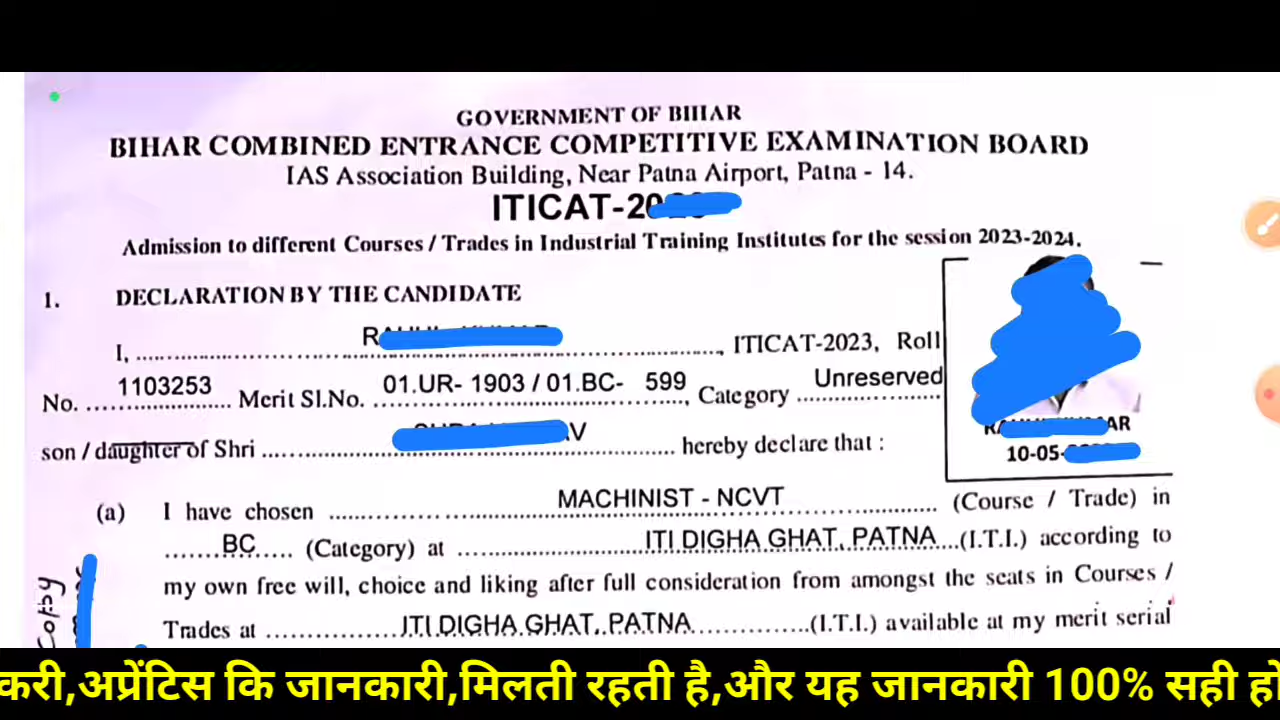 GOVERNMENT OF BIHAR
BIHAR COMBINED ENTRANCE COMPETITIVE EXAMINATION BOARD
IAS Association Building, Near Patna Airport, Patna - 14.
ITICAT-20
Admission to different Courses / Trades in Industrial Training Institutes for the session 2023-2024.
1. DECLARATION BY THE CANDIDATE
I, ..................................................., ITICAT-2023, Roll
No. 1103253 Merit Sl.No. 01.UR- 1903 / 01.BC- 599, Category Unreserved
son / daughter of Shri .................................................. hereby declare that :
AR
10-05-
(a) I have chosen MACHINIST - NCVT (Course / Trade) in
BC (Category) at ITI DIGHA GHAT, PATNA (I.T.I.) according to
my own free will, choice and liking after full consideration from amongst the seats in Courses /
Trades at ITI DIGHA GHAT, PATNA (I.T.I.) available at my merit serial
Copy
करी,अप्रेंटिस कि जानकारी,मिलती रहती है,और यह जानकारी 100% सही हो